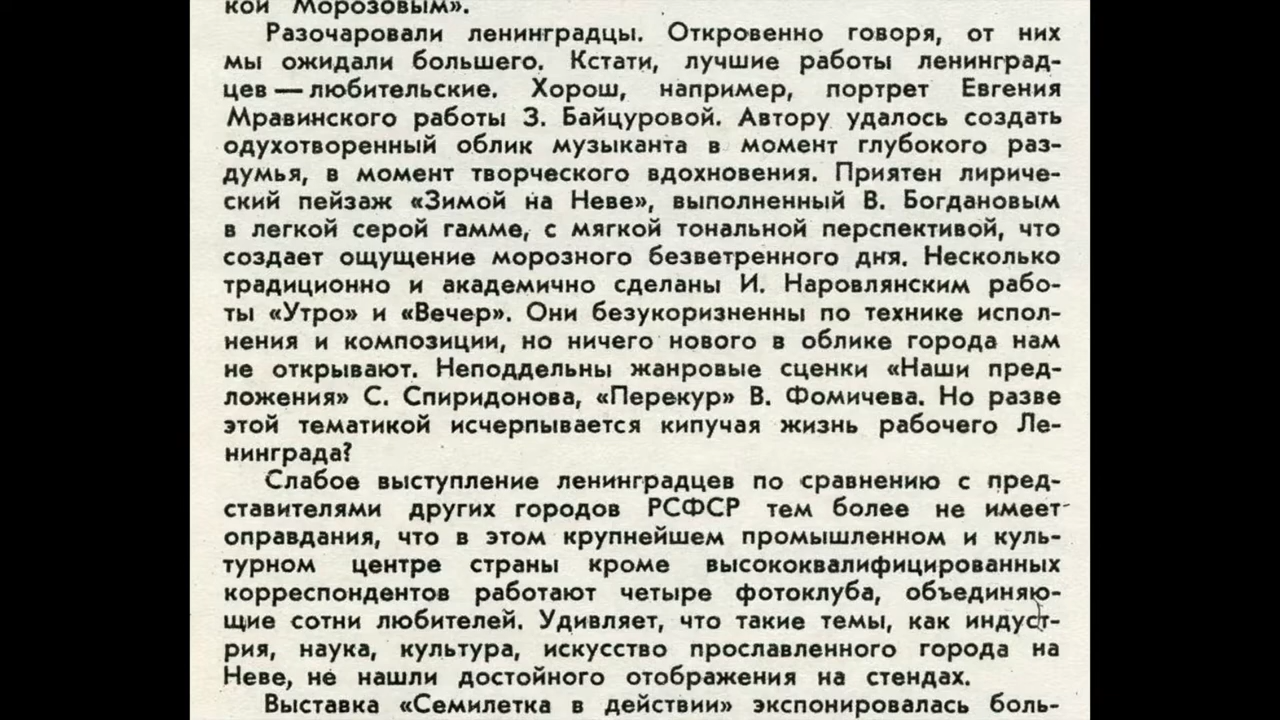 кой Морозовым».
Разочаровали ленинградцы. Откровенно говоря, от них
мы ожидали большего. Кстати, лучшие работы ленинград-
цев — любительские. Хорош, например, портрет Евгения
Мравинского работы З. Байцуровой. Автору удалось создать
одухотворенный облик музыканта в момент глубокого раз-
думья, в момент творческого вдохновения. Приятен лириче-
ский пейзаж «Зимой на Неве», выполненный В. Богдановым
в легкой серой гамме, с мягкой тональной перспективой, что
создает ощущение морозного безветренного дня. Несколько
традиционно и академично сделаны И. Наровлянским рабо-
ты «Утро» и «Вечер». Они безукоризненны по технике испол-
нения и композиции, но ничего нового в облике города нам
не открывают. Неподдельны жанровые сценки «Наши пред-
ложения» С. Спиридонова, «Перекур» В. Фомичева. Но разве
этой тематикой исчерпывается кипучая жизнь рабочего Ле-
нинграда?
Слабое выступление ленинградцев по сравнению с пред-
ставителями других городов РСФСР тем более не имеет
оправдания, что в этом крупнейшем промышленном и куль-
турном центре страны кроме высококвалифицированных
корреспондентов работают четыре фотоклуба, объединяю-
щие сотни любителей. Удивляет, что такие темы, как индуст-
рия, наука, культура, искусство прославленного города на
Неве, не нашли достойного отображения на стендах.
Выставка «Семилетка в действии» экспонировалась боль-